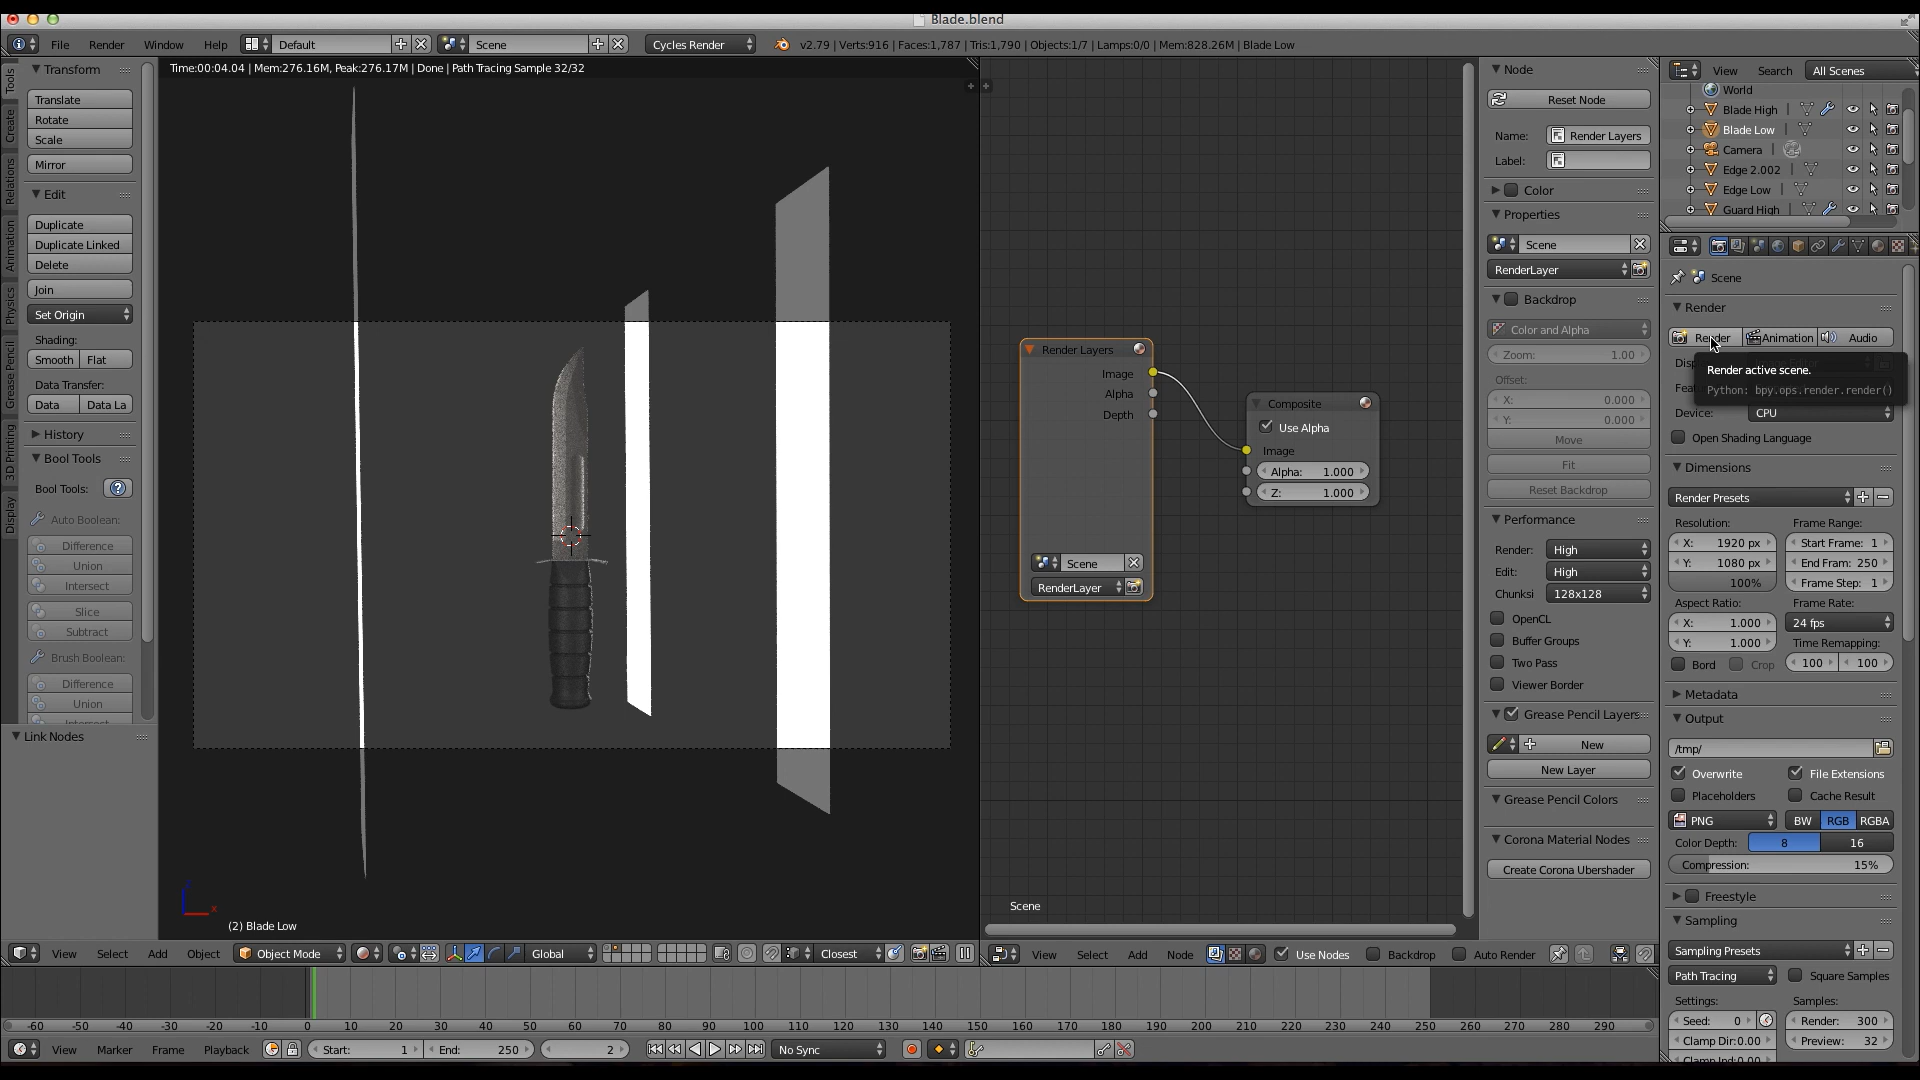 Blade.blend
File Render Window Help Default Scene Cycles Render v2.79 | Verts:916 | Faces:1,787 | Tris:1,790 | Objects:1/7 | Lamps:0/0 | Mem:828.26M | Blade Low
Time:00:04.04 | Mem:276.16M, Peak:276.17M | Done | Path Tracing Sample 32/32
Tools
Create
Relations
Animation
Physics
Grease Pencil
3D Printing
Display
Transform
Translate
Rotate
Scale
Mirror
Edit
Duplicate
Duplicate Linked
Delete
Join
Set Origin
Shading:
Smooth Flat
Data Transfer:
Data Data La
History
Bool Tools
Bool Tools:
Auto Boolean:
Difference
Union
Intersect
Slice
Subtract
Brush Boolean:
Difference
Union
Link Nodes
(2) Blade Low
View Select Add Object Object Mode Global Closest
Render Layers
Image
Alpha
Depth
Scene
RenderLayer
Composite
Use Alpha
Image
Alpha: 1.000
Z: 1.000
Scene
View Select Add Node Use Nodes Backdrop Auto Render
Node
Reset Node
Name: Render Layers
Label:
Color
Properties
Scene
RenderLayer
Backdrop
Color and Alpha
Zoom: 1.00
Offset:
X: 0.000
Y: 0.000
Move
Fit
Reset Backdrop
Performance
Render: High
Edit: High
Chunksi 128x128
OpenCL
Buffer Groups
Two Pass
Viewer Border
Grease Pencil Layers
New
New Layer
Grease Pencil Colors
Corona Material Nodes
Create Corona Ubershader
View Search All Scenes
World
Blade High
Blade Low
Camera
Edge 2.002
Edge Low
Guard High
Scene
Render
Render Animation Audio
Render active scene.
Python: bpy.ops.render.render()
Device: CPU
Open Shading Language
Dimensions
Render Presets
Resolution: Frame Range:
X: 1920 px Start Frame: 1
Y: 1080 px End Fram: 250
100% Frame Step: 1
Aspect Ratio: Frame Rate:
X: 1.000 24 fps
Y: 1.000 Time Remapping:
Bord Crop 100 100
Metadata
Output
/tmp/
Overwrite File Extensions
Placeholders Cache Result
PNG BW RGB RGBA
Color Depth: 8 16
Compression: 15%
Freestyle
Sampling
Sampling Presets
Path Tracing Square Samples
Settings: Samples:
Seed: 0 Render: 300
Clamp Dir:0.00 Preview: 32
Clamp Ind:0.00
-60 -50 -40 -30 -20 -10 0 10 20 30 40 50 60 70 80 90 100 110 120 130 140 150 160 170 180 190 200 210 220 230 240 250 260 270 280 290
View Marker Frame Playback Start: 1 End: 250 2 No Sync